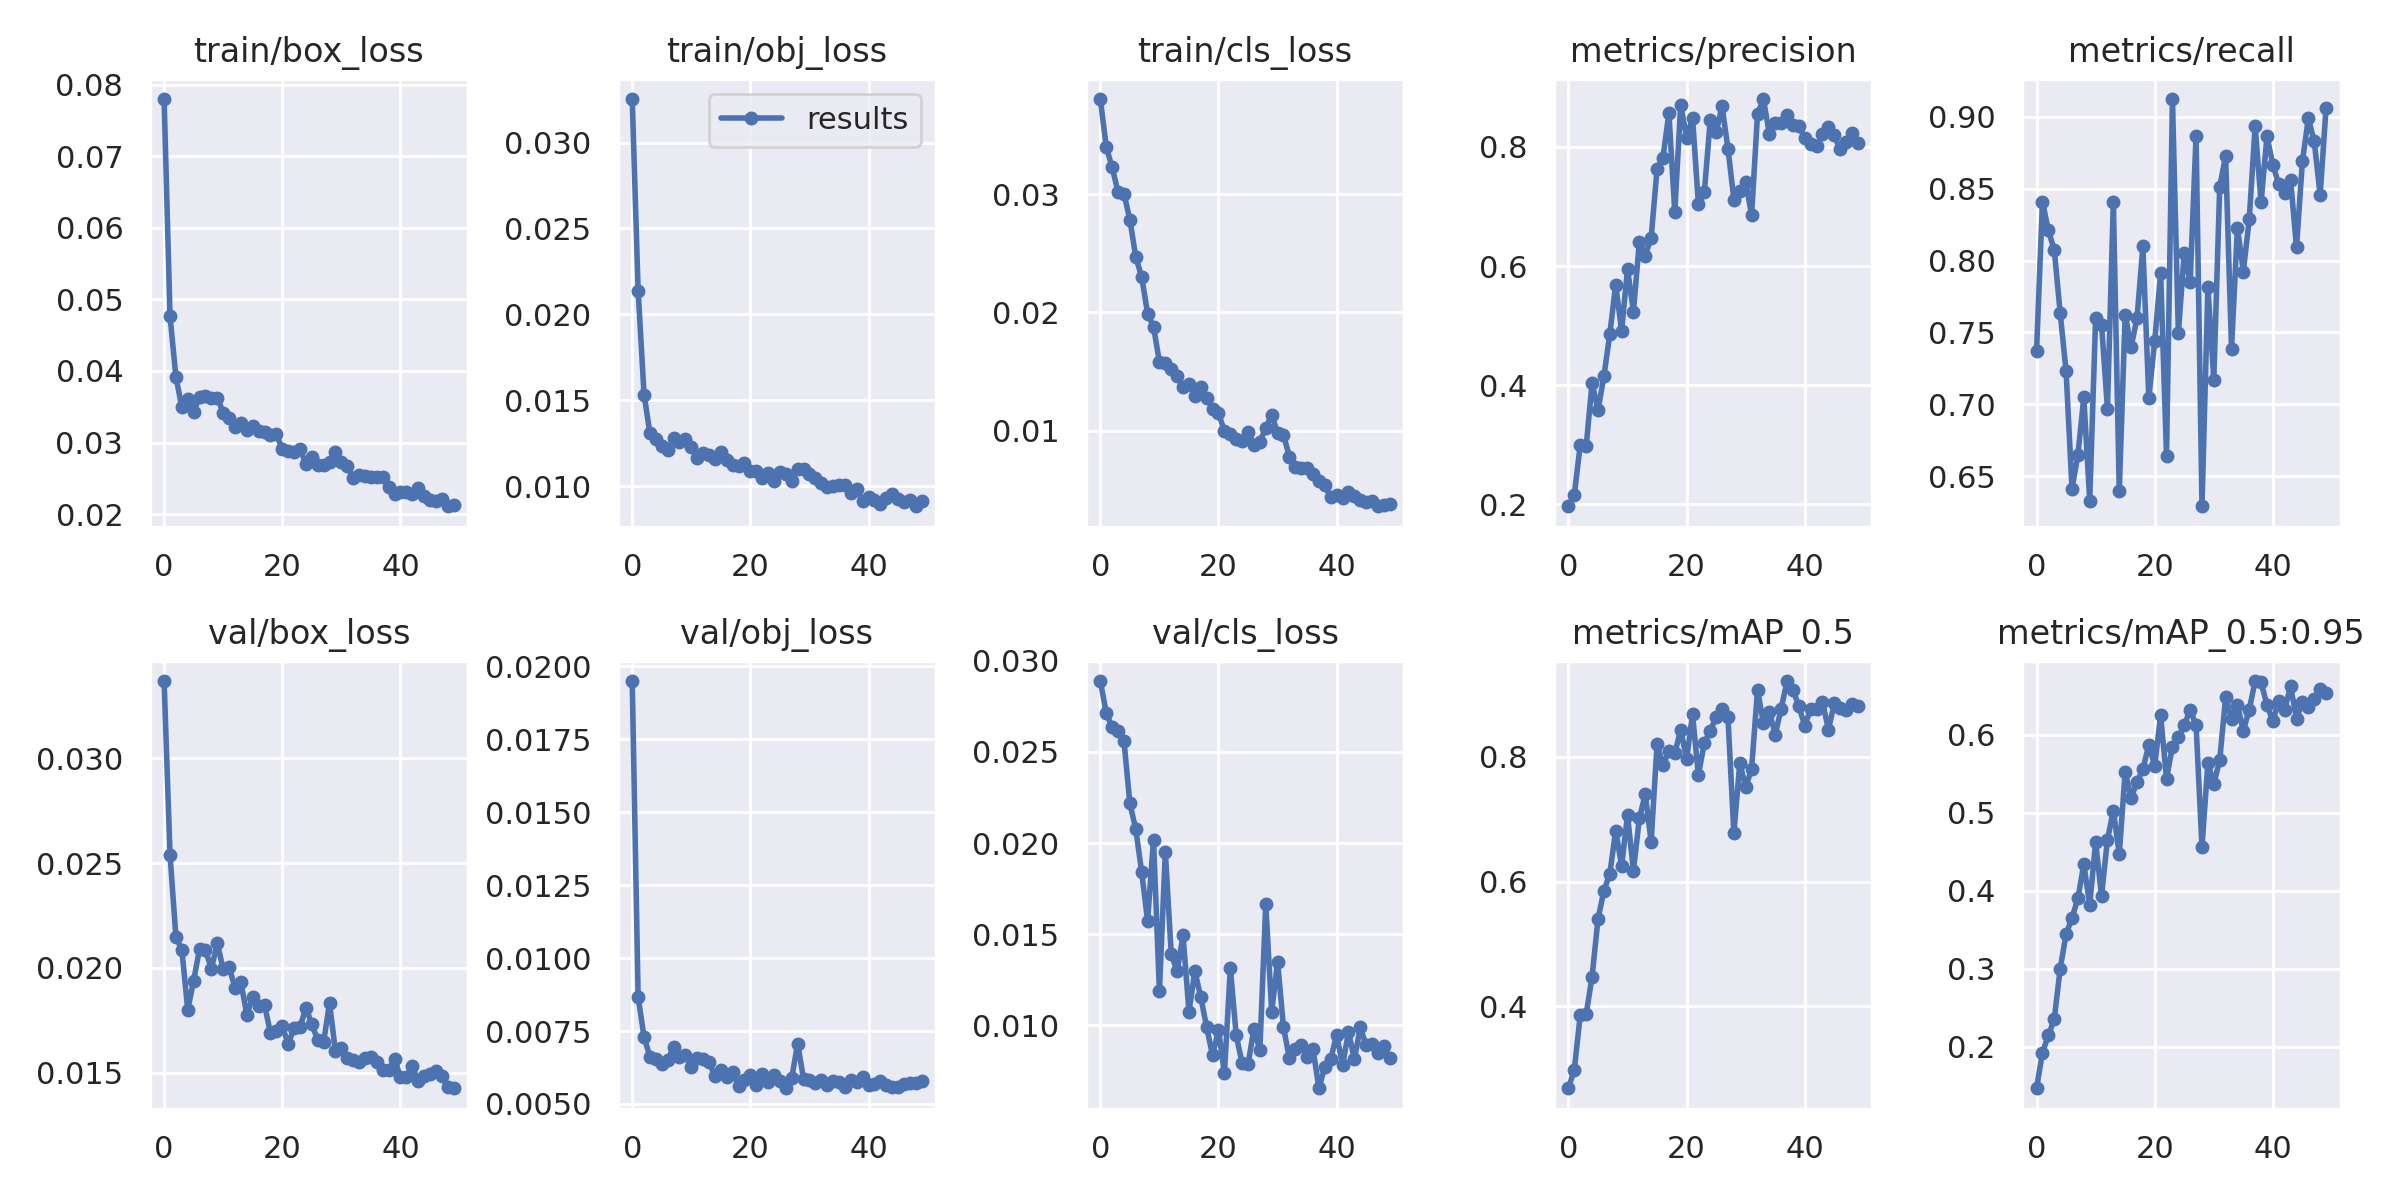 train/box_loss
0.08
0.07
0.06
0.05
0.04
0.03
0.02
0 20 40
train/obj_loss
results
0.030
0.025
0.020
0.015
0.010
0 20 40
train/cls_loss
0.03
0.02
0.01
0 20 40
metrics/precision
0.8
0.6
0.4
0.2
0 20 40
metrics/recall
0.90
0.85
0.80
0.75
0.70
0.65
0 20 40
val/box_loss
0.030
0.025
0.020
0.015
0 20 40
val/obj_loss
0.0200
0.0175
0.0150
0.0125
0.0100
0.0075
0.0050
0 20 40
val/cls_loss
0.030
0.025
0.020
0.015
0.010
0 20 40
metrics/mAP_0.5
0.8
0.6
0.4
0 20 40
metrics/mAP_0.5:0.95
0.6
0.5
0.4
0.3
0.2
0 20 40